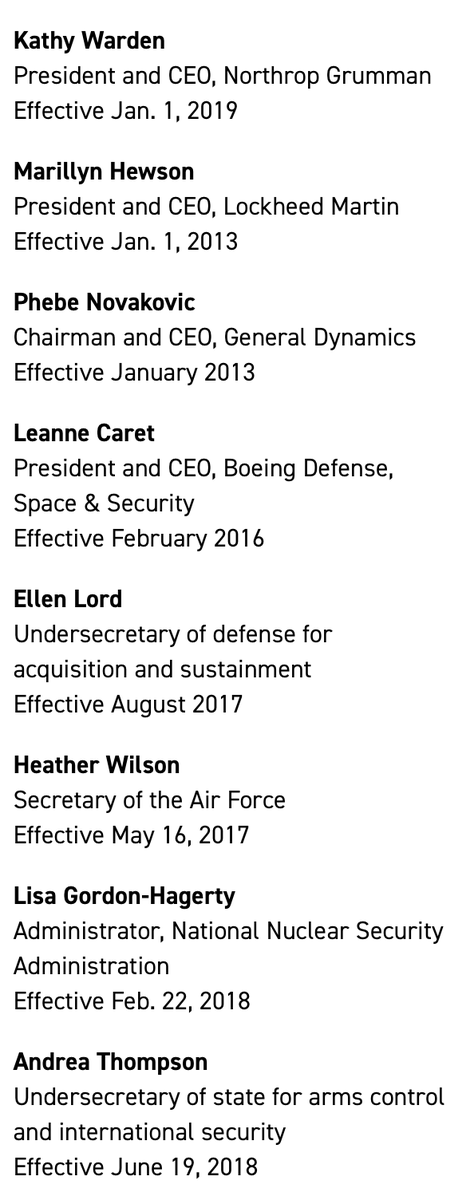 Kathy Warden
President and CEO, Northrop Grumman
Effective Jan. 1, 2019
Marillyn Hewson
President and CEO, Lockheed Martin
Effective Jan. 1, 2013
Phebe Novakovic
Chairman and CEO, General Dynamics
Effective January 2013
Leanne Caret
President and CEO, Boeing Defense,
Space & Security
Effective February 2016
Ellen Lord
Undersecretary of defense for
acquisition and sustainment
Effective August 2017
Heather Wilson
Secretary of the Air Force
Effective May 16, 2017
Lisa Gordon-Hagerty
Administrator, National Nuclear Security
Administration
Effective Feb. 22, 2018
Andrea Thompson
Undersecretary of state for arms control
and international security
Effective June 19, 2018